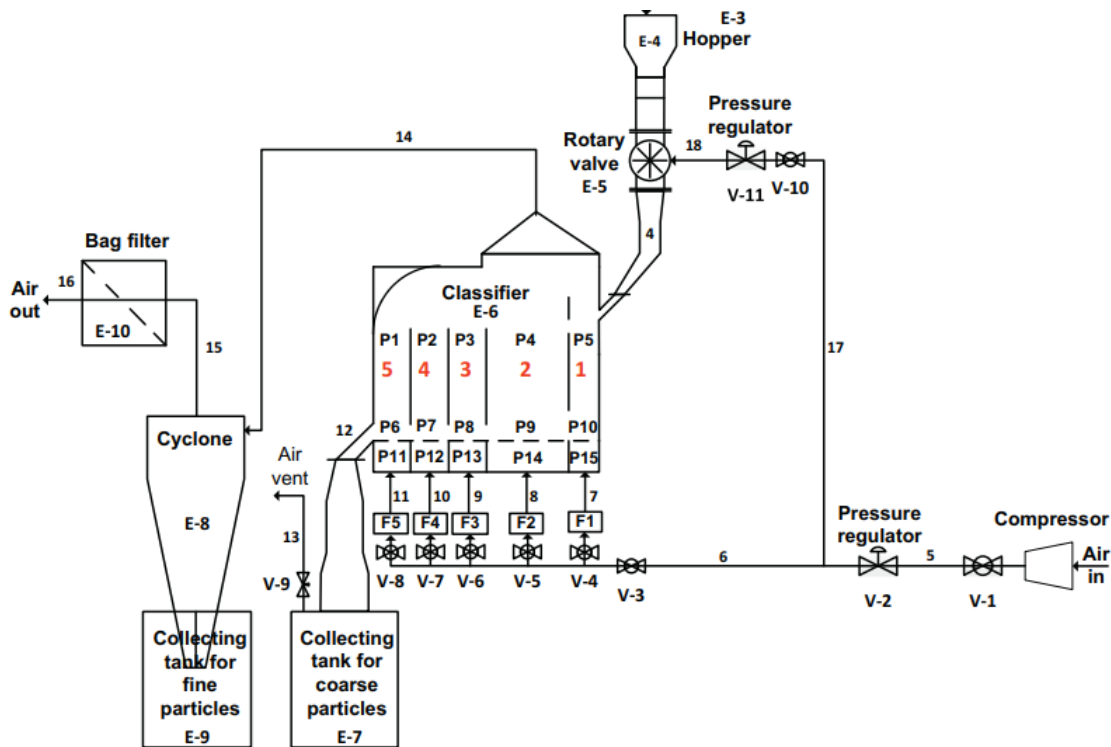 E-3
E-4
Hopper
Pressure
regulator
14
Rotary
valve
E-5
18
V-11
V-10
4
Bag filter
16
Air
out
E-10
15
Classifier
E-6
P1 P2 P3 P4 P5
5 4 3 2 1
17
P6 P7 P8 P9 P10
P11 P12 P13 P14 P15
12
Cyclone
Air
vent
11 10 9 8 7
F5 F4 F3 F2 F1
E-8
13
Pressure
regulator
Compressor
6
5
Air
in
V-9
V-8 V-7 V-6 V-5 V-4
V-3
V-2
V-1
Collecting
tank for
fine
particles
E-9
Collecting
tank for
coarse
particles
E-7